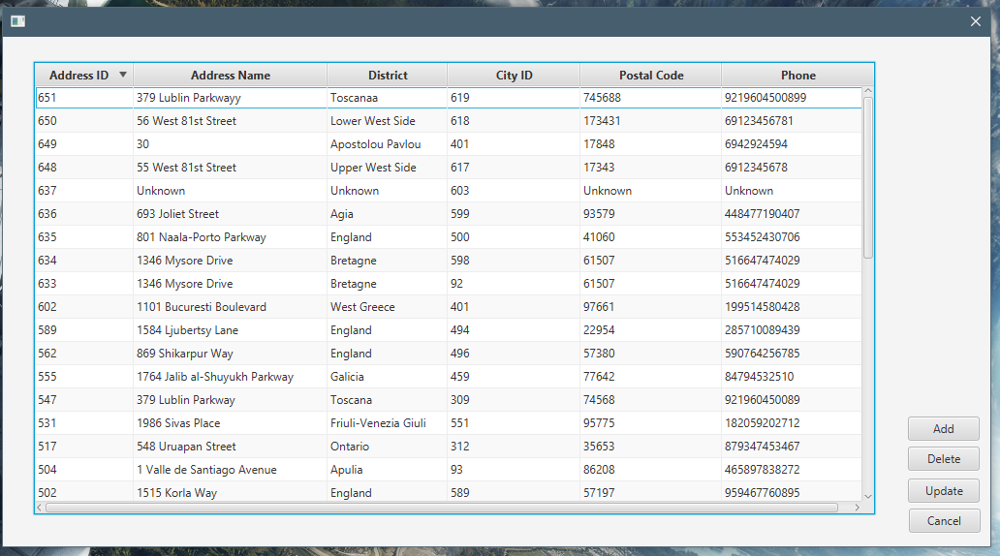 Address ID Address Name District City ID Postal Code Phone
651 379 Lublin Parkwayy Toscanaa 619 745688 9219604500899
650 56 West 81st Street Lower West Side 618 173431 69123456781
649 30 Apostolou Pavlou 401 17848 6942924594
648 55 West 81st Street Upper West Side 617 17343 6912345678
637 Unknown Unknown 603 Unknown Unknown
636 693 Joliet Street Agia 599 93579 448477190407
635 801 Naala-Porto Parkway England 500 41060 553452430706
634 1346 Mysore Drive Bretagne 598 61507 516647474029
633 1346 Mysore Drive Bretagne 92 61507 516647474029
602 1101 Bucuresti Boulevard West Greece 401 97661 199514580428
589 1584 Ljubertsy Lane England 494 22954 285710089439
562 869 Shikarpur Way England 496 57380 590764256785
555 1764 Jalib al-Shuyukh Parkway Galicia 459 77642 84794532510
547 379 Lublin Parkway Toscana 309 74568 921960450089
531 1986 Sivas Place Friuli-Venezia Giuli 551 95775 182059202712
517 548 Uruapan Street Ontario 312 35653 879347453467
504 1 Valle de Santiago Avenue Apulia 93 86208 465897838272
502 1515 Korla Way England 589 57197 959467760895
Add
Delete
Update
Cancel